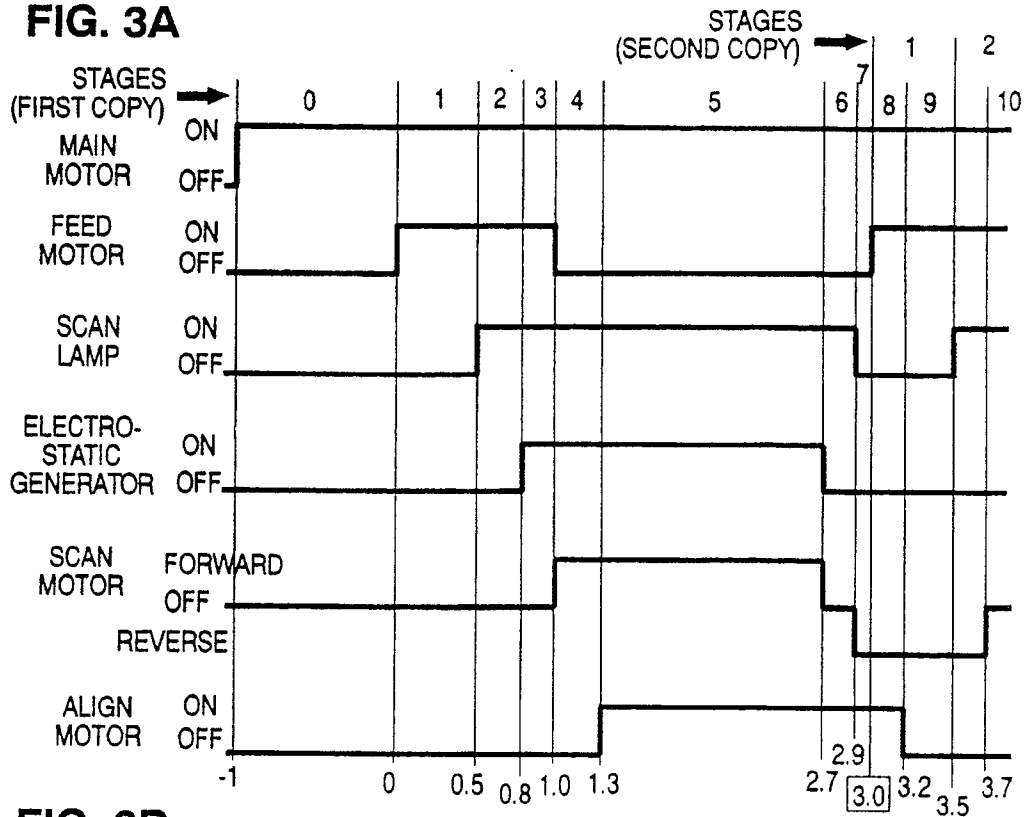 FIG. 3A
STAGES
(SECOND COPY)
1 2
STAGES
(FIRST COPY)
0 1 2 3 4 5 6 7 8 9 10
MAIN
MOTOR
ON
OFF
FEED
MOTOR
ON
OFF
SCAN
LAMP
ON
OFF
ELECTRO-
STATIC
GENERATOR
ON
OFF
SCAN
MOTOR
FORWARD
OFF
REVERSE
ALIGN
MOTOR
ON
OFF
-1 0 0.5 0.8 1.0 1.3 2.7 2.9 3.0 3.2 3.5 3.7